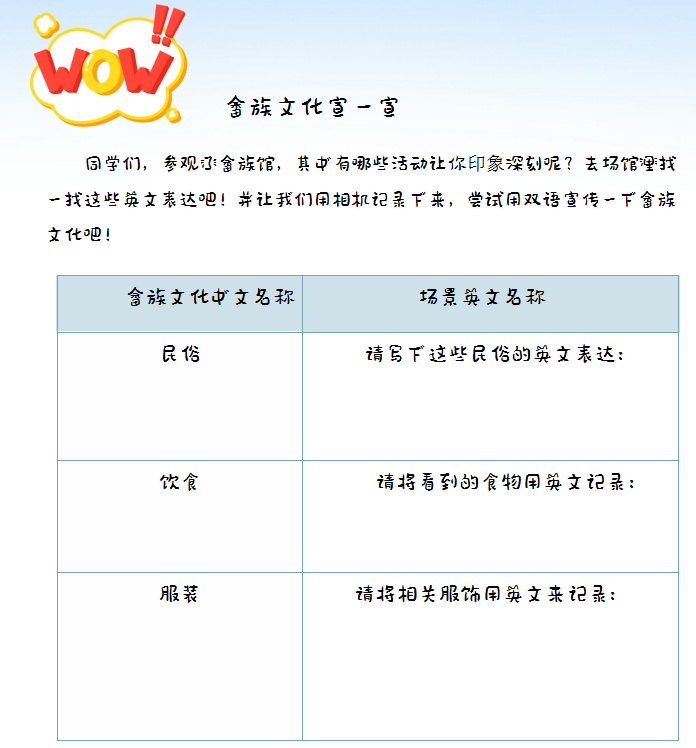 WOW!!
畲族文化宣一宣
同学们，参观了畲族馆，其中有哪些活动让你印象深刻呢？去场馆里找
一找这些英文表达吧！并让我们用相机记录下来，尝试用双语宣传一下畲族
文化吧！
畲族文化中文名称 场景英文名称
民俗 请写下这些民俗的英文表达：
饮食 请将看到的食物用英文记录：
服装 请将相关服饰用英文来记录：